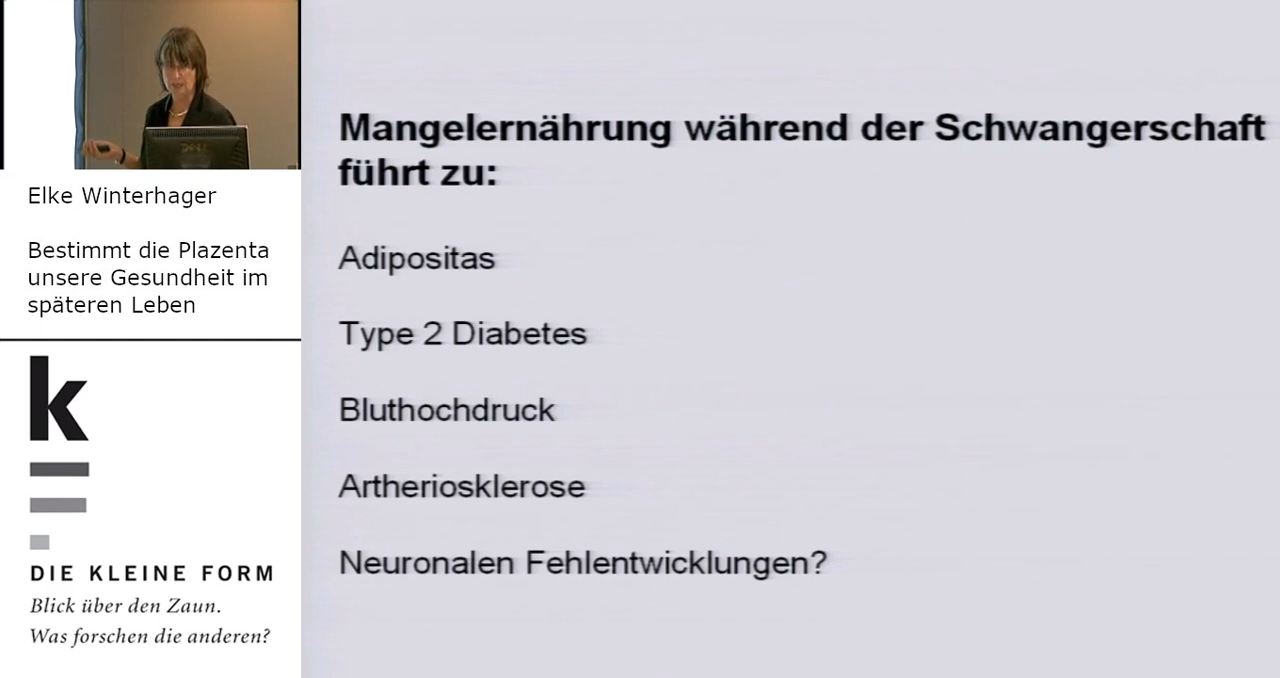 Elke Winterhager
Bestimmt die Plazenta
unsere Gesundheit im
späteren Leben
k
DIE KLEINE FORM
Blick über den Zaun.
Was forschen die anderen?
Mangelernährung während der Schwangerschaft
führt zu:
Adipositas
Type 2 Diabetes
Bluthochdruck
Artheriosklerose
Neuronalen Fehlentwicklungen?
DELL